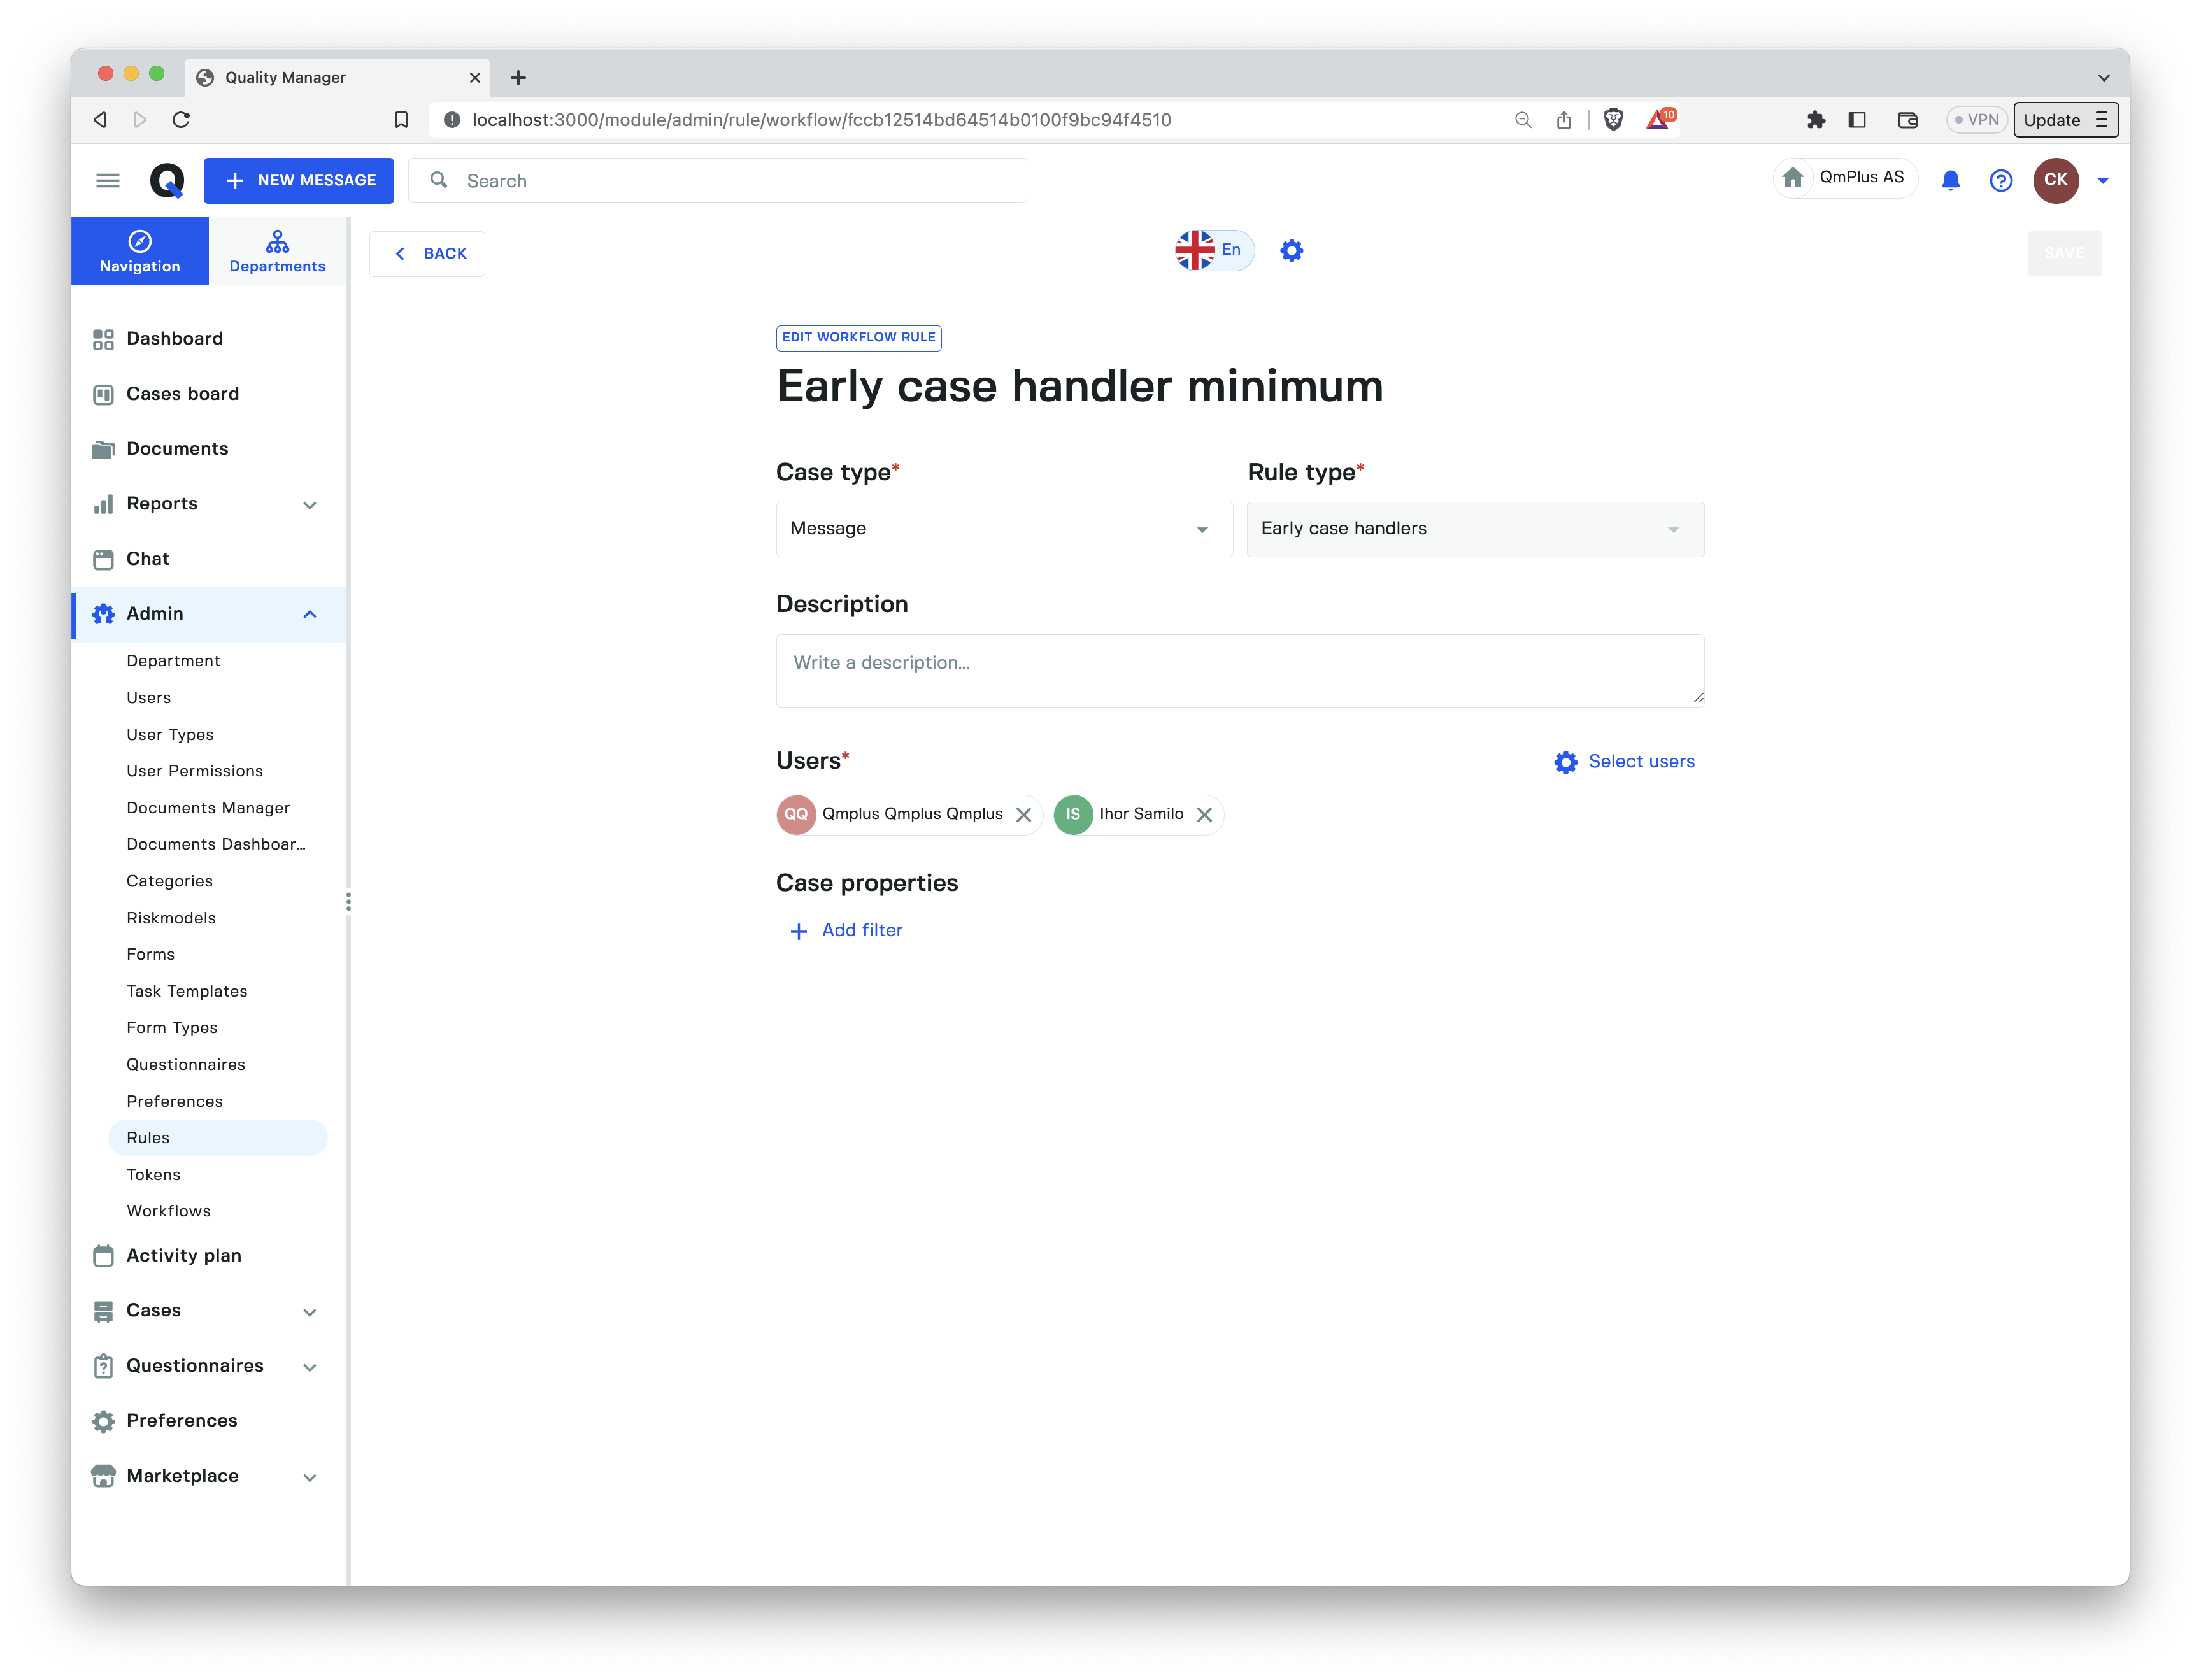 Quality Manager
localhost:3000/module/admin/rule/workflow/fccb12514bd64514b0100f9bc94f4510
10
VPN
Update
NEW MESSAGE
Search
QmPlus AS
CK
Navigation
Departments
BACK
En
SAVE
Dashboard
Cases board
Documents
Reports
Chat
Admin
Department
Users
User Types
User Permissions
Documents Manager
Documents Dashboar...
Categories
Riskmodels
Forms
Task Templates
Form Types
Questionnaires
Preferences
Rules
Tokens
Workflows
Activity plan
Cases
Questionnaires
Preferences
Marketplace
EDIT WORKFLOW RULE
Early case handler minimum
Case type*
Rule type*
Message
Early case handlers
Description
Write a description...
Users*
Select users
QQ Qmplus Qmplus Qmplus
IS Ihor Samilo
Case properties
Add filter